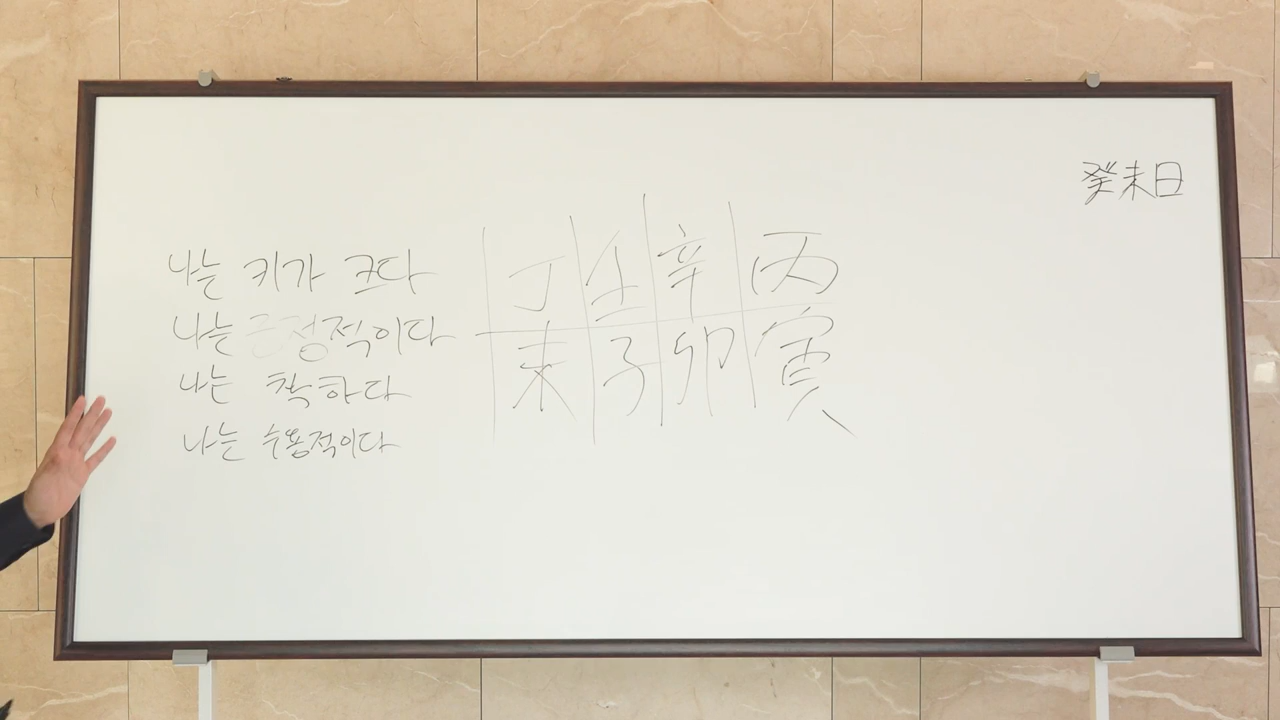 나는 키가 크다
나는 긍정적이다
나는 착하다
나는 수용적이다
丁 壬 辛 丙
未 子 卯 寅
癸未日